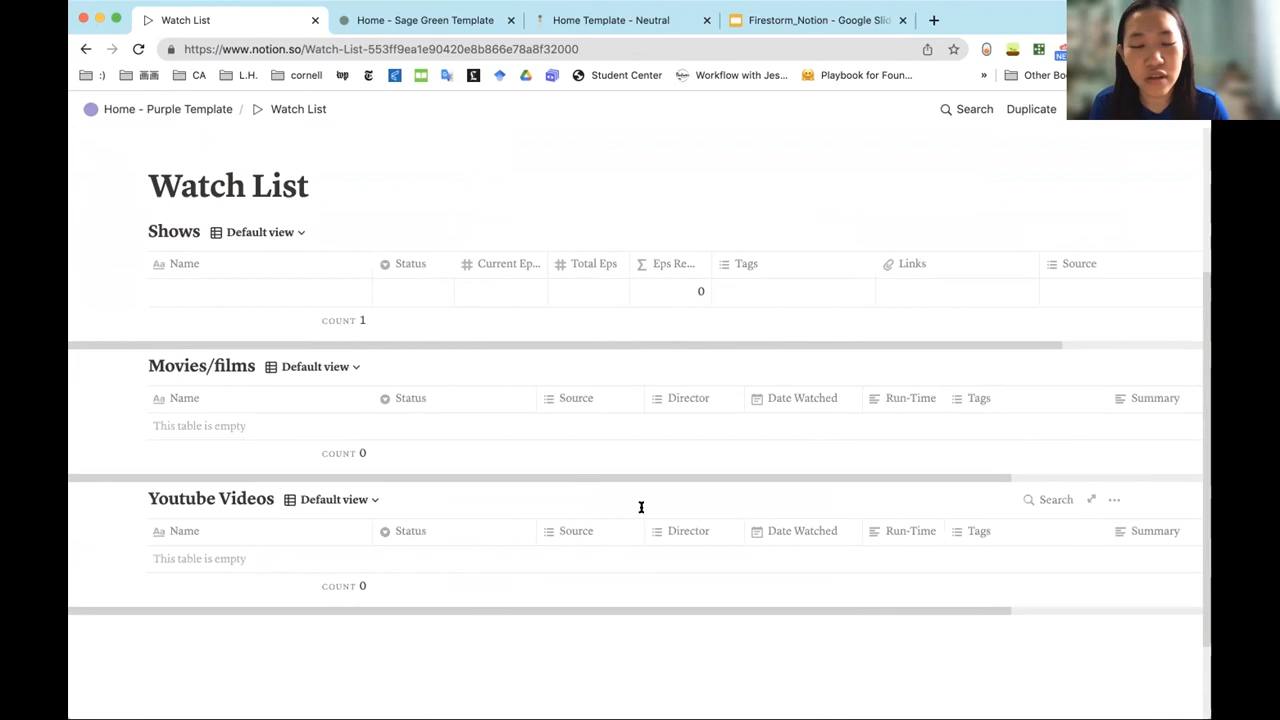 Watch List
Home - Sage Green Template
Home Template - Neutral
Firestorm_Notion - Google Slid
https://www.notion.so/Watch-List-553ff9ea1e90420e8b866e78a8f32000
:)
画画
CA
L.H.
cornell
Student Center
Workflow with Jes...
Playbook for Foun...
»
Other Bo
Home - Purple Template / Watch List
Search
Duplicate
Watch List
Shows Default view
Aa Name Status # Current Ep... # Total Eps Σ Eps Re... Tags Links Source
0
COUNT 1
Movies/films Default view
Aa Name Status Source Director Date Watched Run-Time Tags Summary
This table is empty
COUNT 0
Youtube Videos Default view Search
Aa Name Status Source Director Date Watched Run-Time Tags Summary
This table is empty
COUNT 0